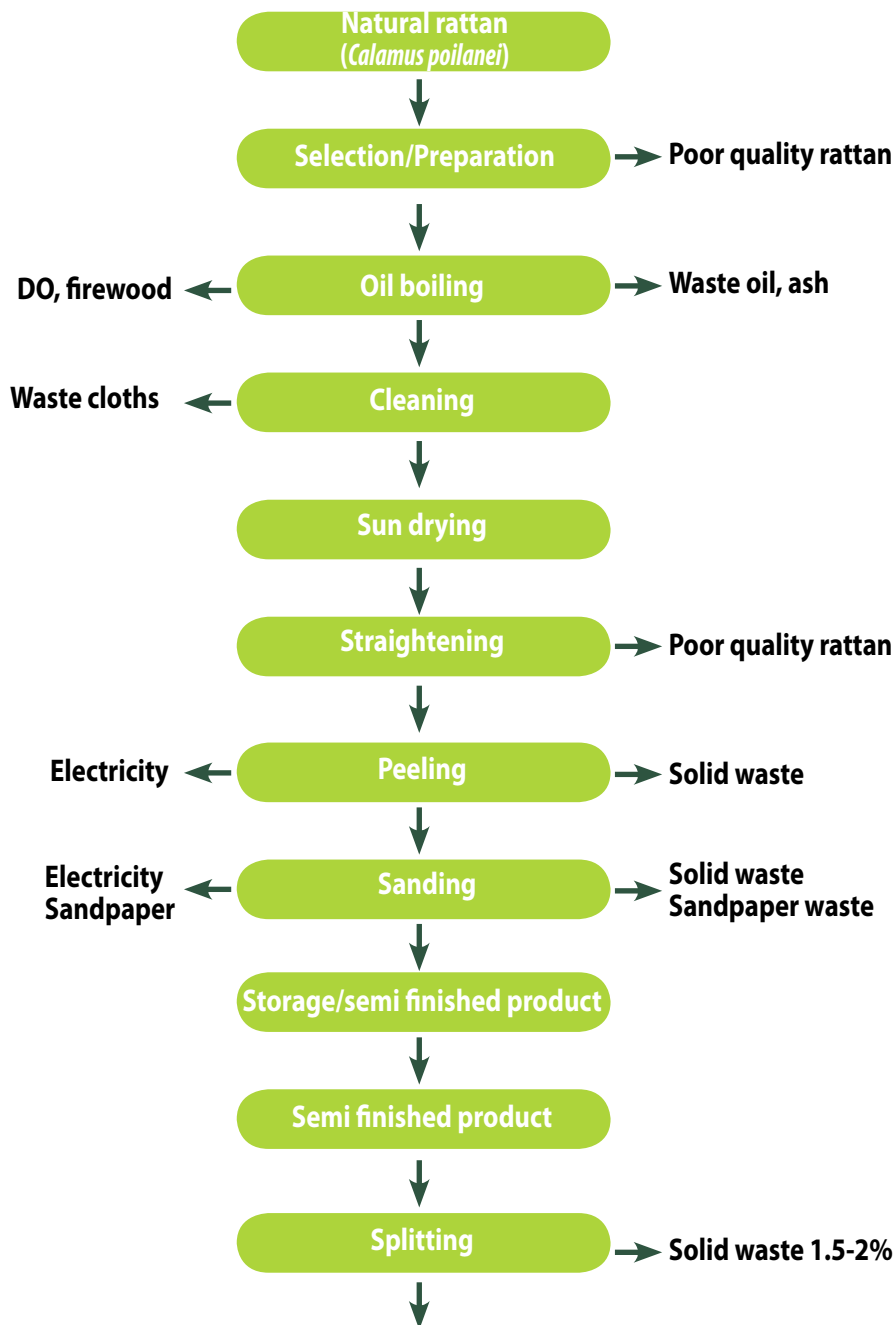 Natural rattan
(Calamus poilanei)
Selection/Preparation
Poor quality rattan
DO, firewood
Oil boiling
Waste oil, ash
Waste cloths
Cleaning
Sun drying
Straightening
Poor quality rattan
Electricity
Peeling
Solid waste
Electricity
Sandpaper
Sanding
Solid waste
Sandpaper waste
Storage/semi finished product
Semi finished product
Splitting
Solid waste 1.5-2%